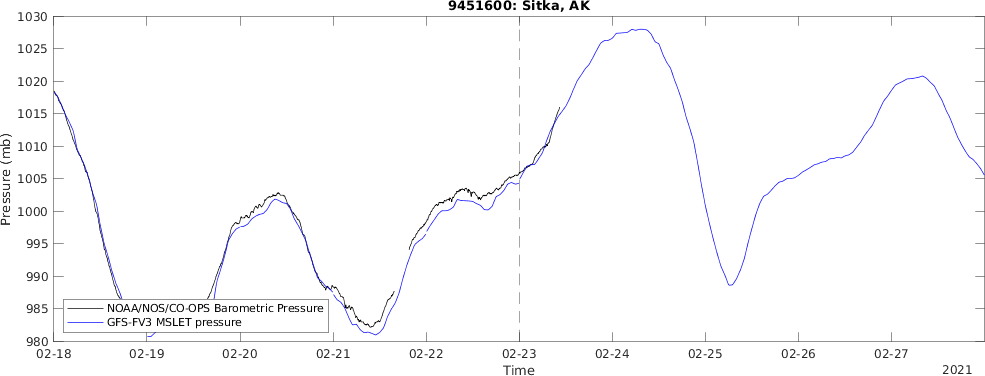 9451600: Sitka, AK
Pressure (mb)
1030
1025
1020
1015
1010
1005
1000
995
990
985
980
NOAA/NOS/CO-OPS Barometric Pressure
GFS-FV3 MSLET pressure
02-18 02-19 02-20 02-21 02-22 02-23 02-24 02-25 02-26 02-27
Time
2021